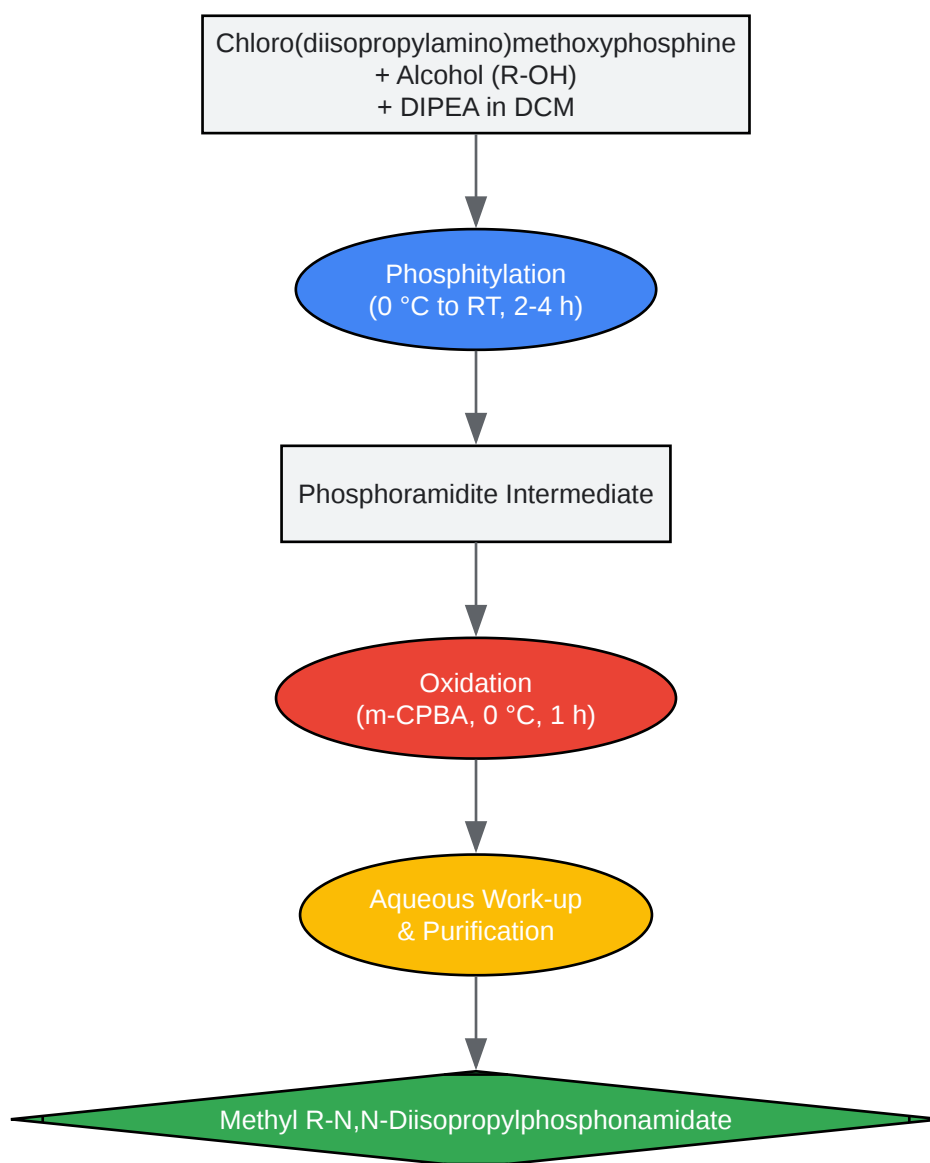 Chloro(diisopropylamino)methoxyphosphine
+ Alcohol (R-OH)
+ DIPEA in DCM
Phosphitylation
(0 °C to RT, 2-4 h)
Phosphoramidite Intermediate
Oxidation
(m-CPBA, 0 °C, 1 h)
Aqueous Work-up
& Purification
Methyl R-N,N-Diisopropylphosphonamidate